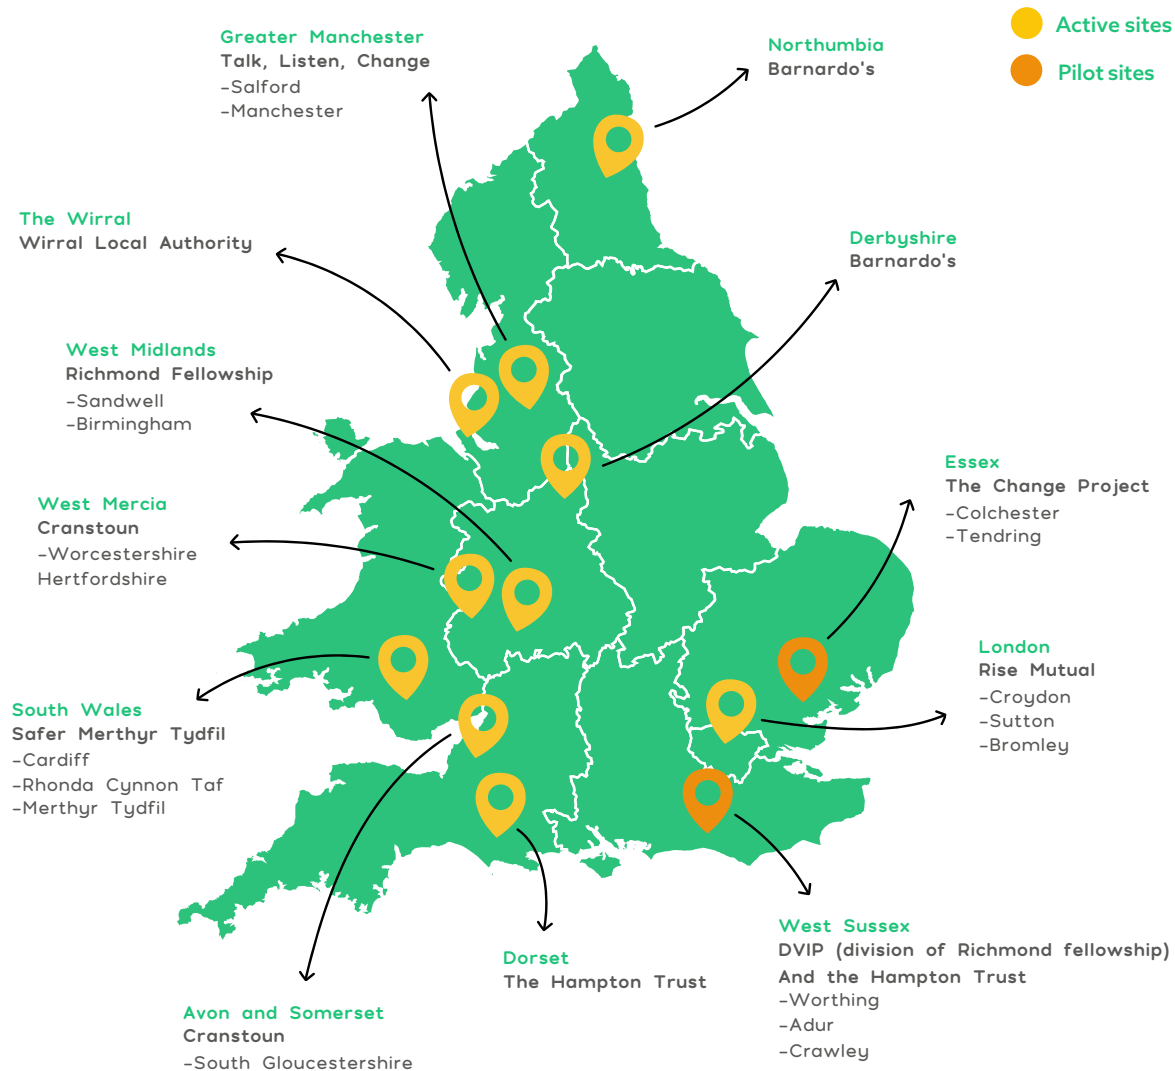 Active sites
Pilot sites
Greater Manchester
Talk, Listen, Change
-Salford
-Manchester
Northumbia
Barnardo's
The Wirral
Wirral Local Authority
Derbyshire
Barnardo's
West Midlands
Richmond Fellowship
-Sandwell
-Birmingham
Essex
The Change Project
-Colchester
-Tendring
West Mercia
Cranstoun
-Worcestershire
Hertfordshire
London
Rise Mutual
-Croydon
-Sutton
-Bromley
South Wales
Safer Merthyr Tydfil
-Cardiff
-Rhonda Cynnon Taf
-Merthyr Tydfil
West Sussex
DVIP (division of Richmond fellowship)
And the Hampton Trust
-Worthing
-Adur
-Crawley
Dorset
The Hampton Trust
Avon and Somerset
Cranstoun
-South Gloucestershire